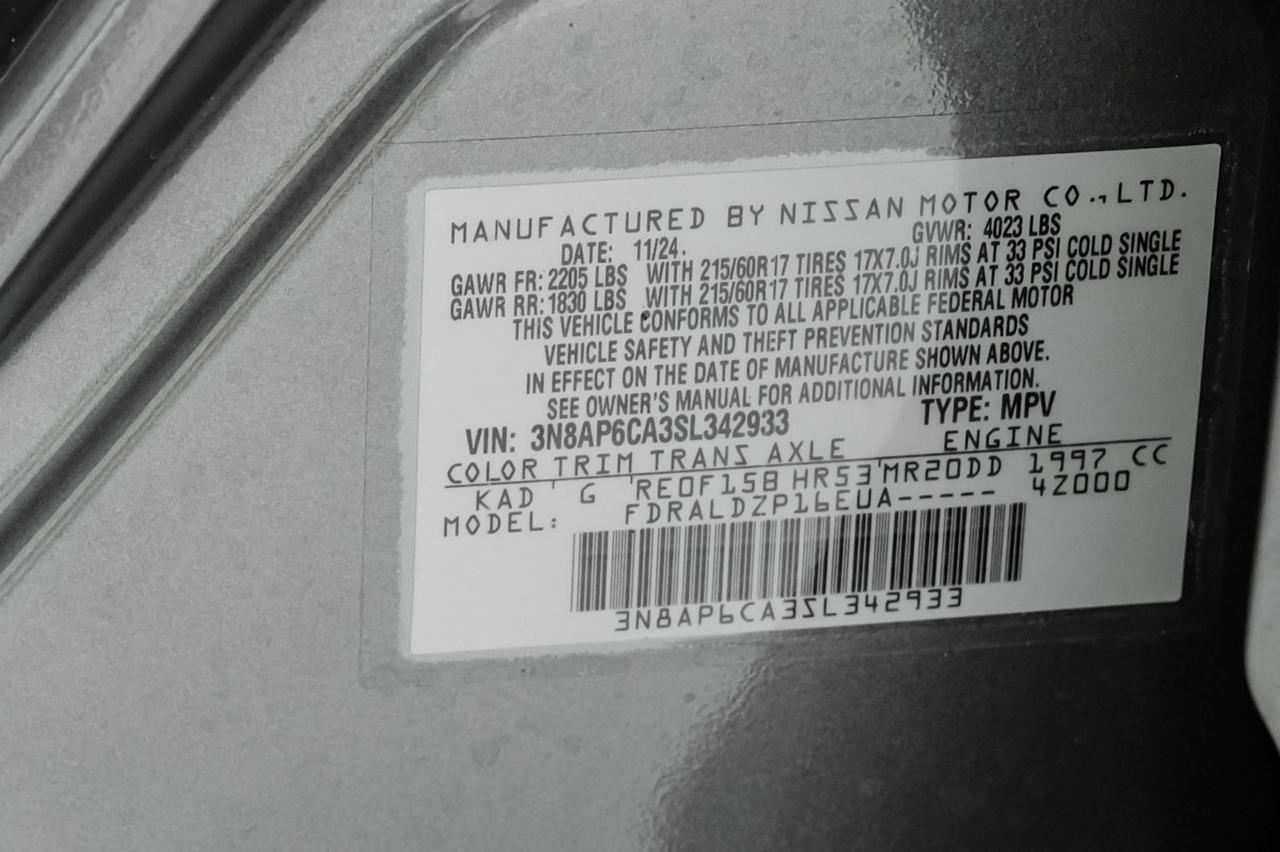 MANUFACTURED BY NISSAN MOTOR CO.,LTD.
DATE: 11/24. GVWR: 4023 LBS
GAWR FR: 2205 LBS WITH 215/60R17 TIRES 17X7.0J RIMS AT 33 PSI COLD SINGLE
GAWR RR: 1830 LBS WITH 215/60R17 TIRES 17X7.0J RIMS AT 33 PSI COLD SINGLE
THIS VEHICLE CONFORMS TO ALL APPLICABLE FEDERAL MOTOR
VEHICLE SAFETY AND THEFT PREVENTION STANDARDS
IN EFFECT ON THE DATE OF MANUFACTURE SHOWN ABOVE.
SEE OWNER'S MANUAL FOR ADDITIONAL INFORMATION.
VIN: 3N8AP6CA3SL342933 TYPE: MPV
COLOR TRIM TRANS AXLE ENGINE
KAD ' G 'RE0F15B HR53'MR20DD 1997 CC
MODEL: FDRALDZP16EUA----- 4Z000
3N8AP6CA3SL342933